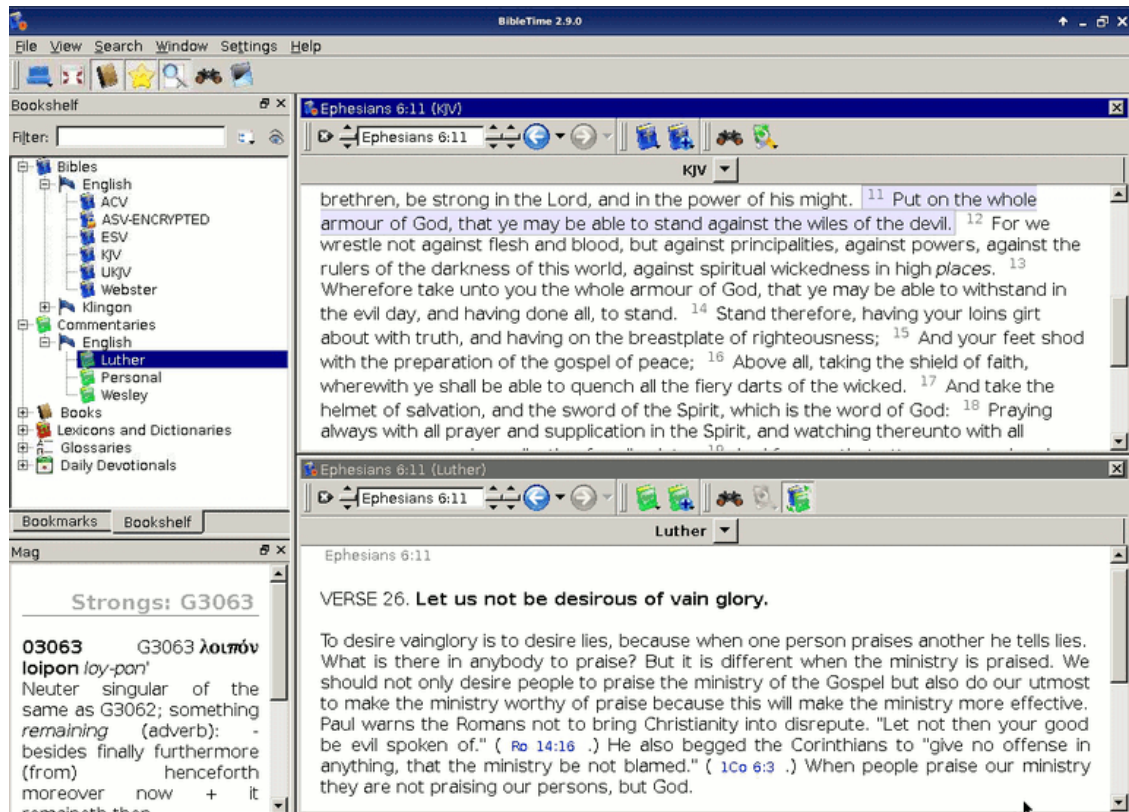 BibleTime 2.9.0
File View Search Window Settings Help
Bookshelf
Filter:
Bibles
English
ACV
ASV-ENCRYPTED
ESV
KJV
UKJV
Webster
Klingon
Commentaries
English
Luther
Personal
Wesley
Books
Lexicons and Dictionaries
Glossaries
Daily Devotionals
Bookmarks Bookshelf
Mag
Strongs: G3063
03063 G3063 λοιπόν
loipon loy-pon'
Neuter singular of the
same as G3062; something
remaining (adverb): -
besides finally furthermore
(from) henceforth
moreover now + it
remaineth then
Ephesians 6:11 (KJV)
Ephesians 6:11
KJV
brethren, be strong in the Lord, and in the power of his might. 11 Put on the whole
armour of God, that ye may be able to stand against the wiles of the devil. 12 For we
wrestle not against flesh and blood, but against principalities, against powers, against the
rulers of the darkness of this world, against spiritual wickedness in high places. 13
Wherefore take unto you the whole armour of God, that ye may be able to withstand in
the evil day, and having done all, to stand. 14 Stand therefore, having your loins girt
about with truth, and having on the breastplate of righteousness; 15 And your feet shod
with the preparation of the gospel of peace; 16 Above all, taking the shield of faith,
wherewith ye shall be able to quench all the fiery darts of the wicked. 17 And take the
helmet of salvation, and the sword of the Spirit, which is the word of God: 18 Praying
always with all prayer and supplication in the Spirit, and watching thereunto with all
Ephesians 6:11 (Luther)
Ephesians 6:11
Luther
Ephesians 6:11
VERSE 26. Let us not be desirous of vain glory.
To desire vainglory is to desire lies, because when one person praises another he tells lies.
What is there in anybody to praise? But it is different when the ministry is praised. We
should not only desire people to praise the ministry of the Gospel but also do our utmost
to make the ministry worthy of praise because this will make the ministry more effective.
Paul warns the Romans not to bring Christianity into disrepute. "Let not then your good
be evil spoken of." ( Ro 14:16 .) He also begged the Corinthians to "give no offense in
anything, that the ministry be not blamed." ( 1Co 6:3 .) When people praise our ministry
they are not praising our persons, but God.